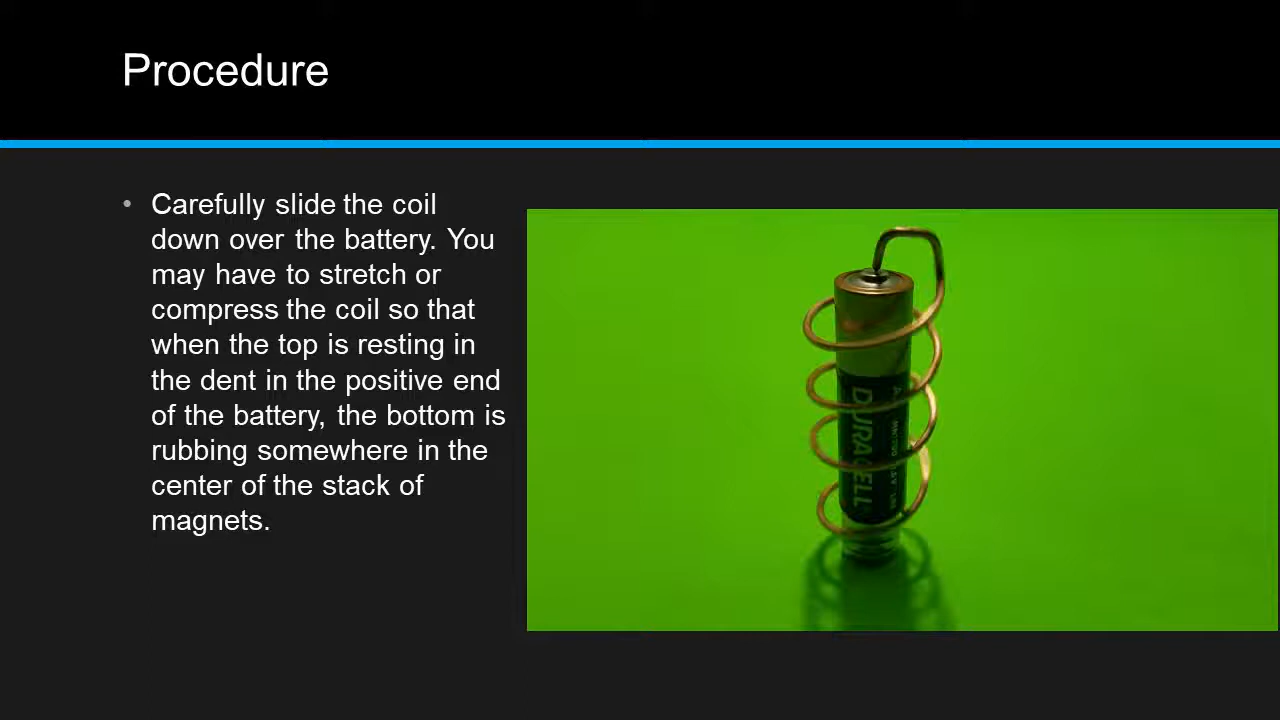 Procedure
• Carefully slide the coil
down over the battery. You
may have to stretch or
compress the coil so that
when the top is resting in
the dent in the positive end
of the battery, the bottom is
rubbing somewhere in the
center of the stack of
magnets.
DURACELL